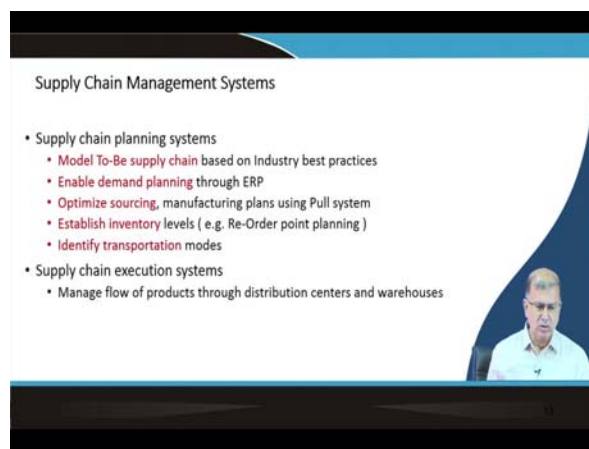 Supply Chain Management Systems
• Supply chain planning systems
• Model To-Be supply chain based on Industry best practices
• Enable demand planning through ERP
• Optimize sourcing, manufacturing plans using Pull system
• Establish inventory levels ( e.g. Re-Order point planning )
• Identify transportation modes
• Supply chain execution systems
• Manage flow of products through distribution centers and warehouses